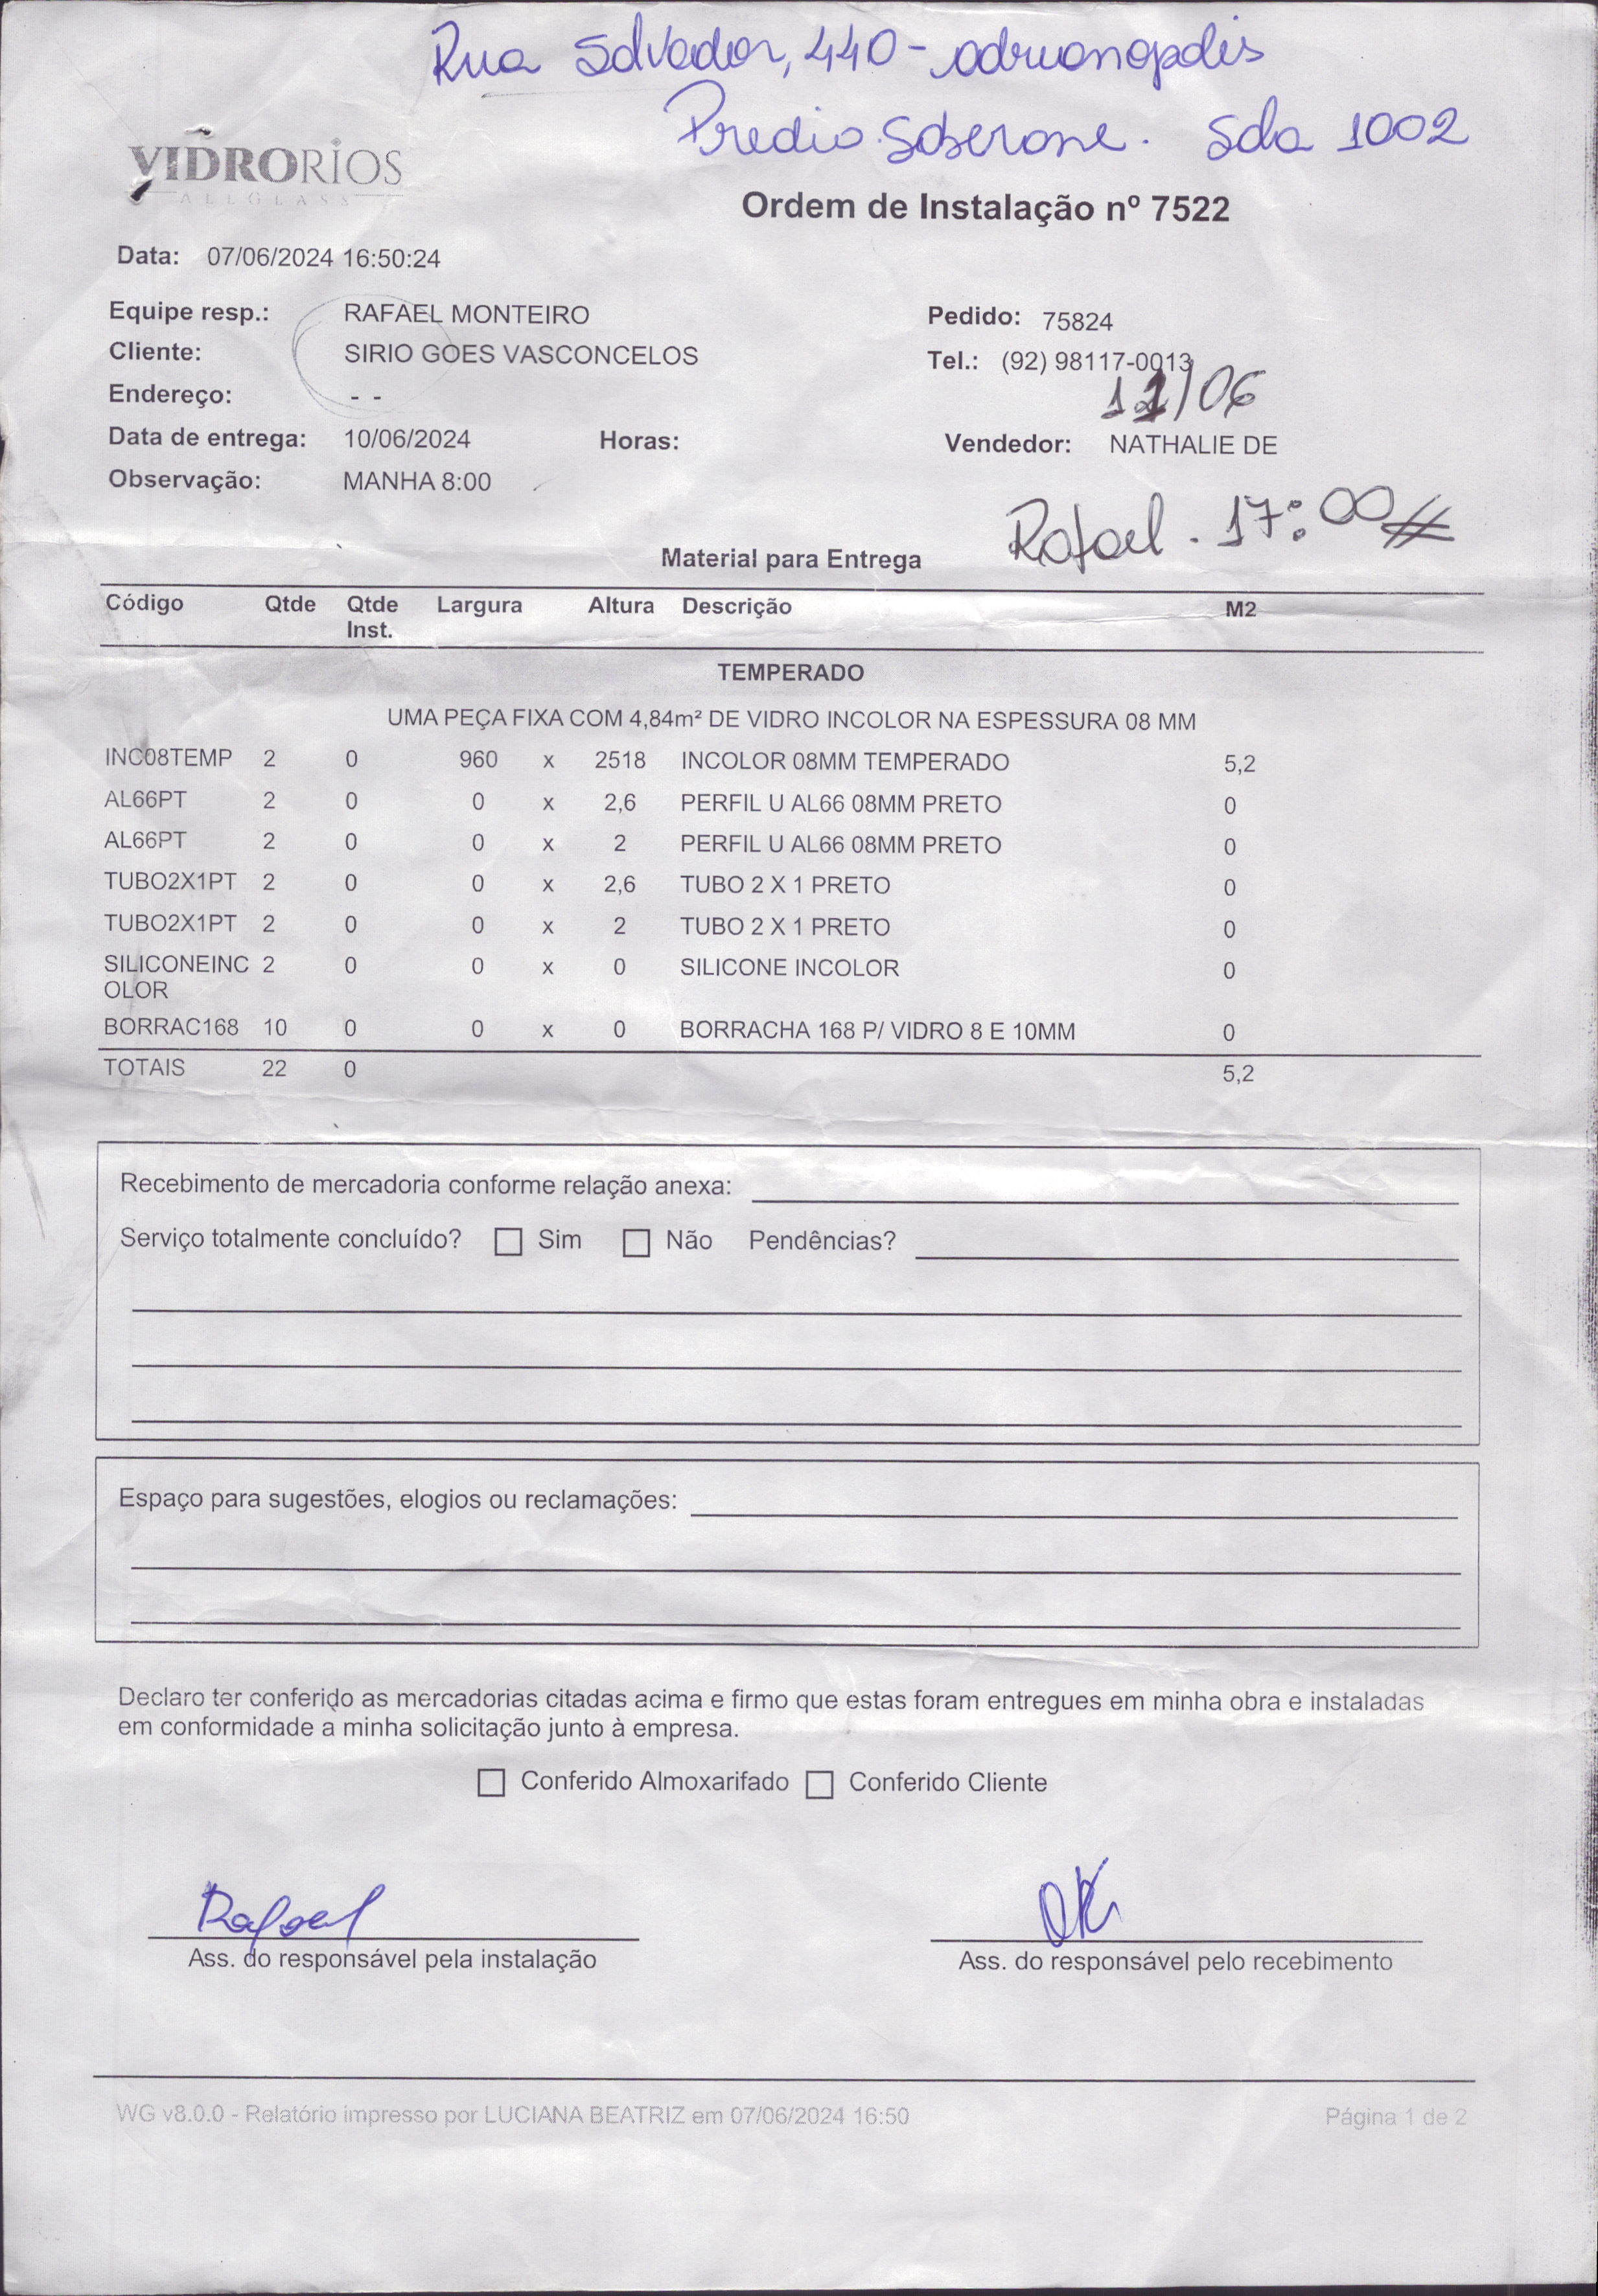 Rua Salvador, 440 - adrianopolis
Predio Soberane. Sala 1002
VIDRORIOS
ALLGLASS
Ordem de Instalação nº 7522
Data: 07/06/2024 16:50:24
Equipe resp.: RAFAEL MONTEIRO Pedido: 75824
Cliente: SIRIO GOES VASCONCELOS Tel.: (92) 98117-0013
11/06
Endereço: - -
Data de entrega: 10/06/2024 Horas: Vendedor: NATHALIE DE
Observação: MANHA 8:00
Rafael . 17:00
Material para Entrega
Código Qtde Qtde Inst. Largura Altura Descrição M2
TEMPERADO
UMA PEÇA FIXA COM 4,84m² DE VIDRO INCOLOR NA ESPESSURA 08 MM
INC08TEMP 2 0 960 x 2518 INCOLOR 08MM TEMPERADO 5,2
AL66PT 2 0 0 x 2,6 PERFIL U AL66 08MM PRETO 0
AL66PT 2 0 0 x 2 PERFIL U AL66 08MM PRETO 0
TUBO2X1PT 2 0 0 x 2,6 TUBO 2 X 1 PRETO 0
TUBO2X1PT 2 0 0 x 2 TUBO 2 X 1 PRETO 0
SILICONEINC 2 0 0 x 0 SILICONE INCOLOR 0
OLOR
BORRAC168 10 0 0 x 0 BORRACHA 168 P/ VIDRO 8 E 10MM 0
TOTAIS 22 0 5,2
Recebimento de mercadoria conforme relação anexa:
Serviço totalmente concluído? Sim Não Pendências?
Espaço para sugestões, elogios ou reclamações:
Declaro ter conferido as mercadorias citadas acima e firmo que estas foram entregues em minha obra e instaladas
em conformidade a minha solicitação junto à empresa.
Conferido Almoxarifado Conferido Cliente
Rafael
Ass. do responsável pela instalação Ass. do responsável pelo recebimento
WG v8.0.0 - Relatório impresso por LUCIANA BEATRIZ em 07/06/2024 16:50 Página 1 de 2